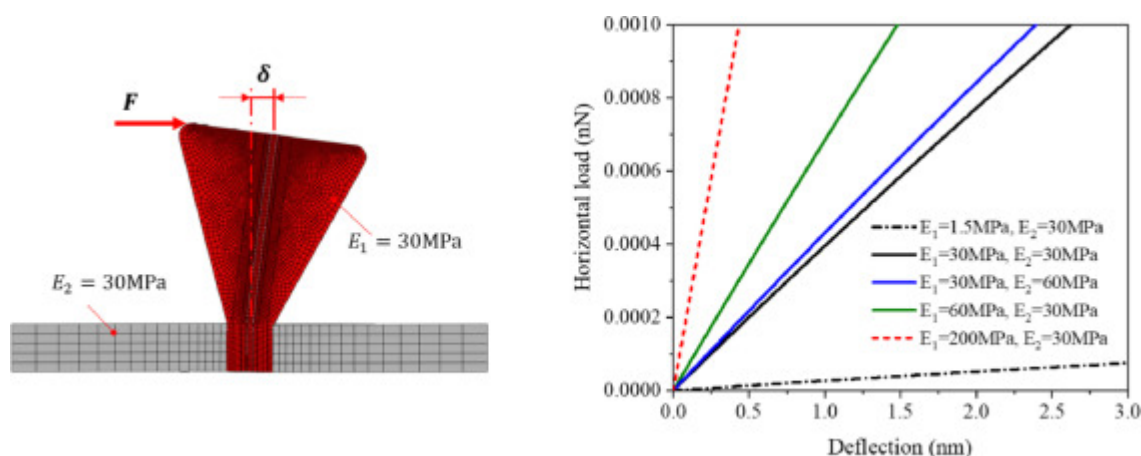 δ
F
E₁ = 30MPa
E₂ = 30MPa
0.0010
0.0008
0.0006
0.0004
0.0002
0.0000
Horizontal load (nN)
E₁=1.5MPa, E₂=30MPa
E₁=30MPa, E₂=30MPa
E₁=30MPa, E₂=60MPa
E₁=60MPa, E₂=30MPa
E₁=200MPa, E₂=30MPa
0.0 0.5 1.0 1.5 2.0 2.5 3.0
Deflection (nm)